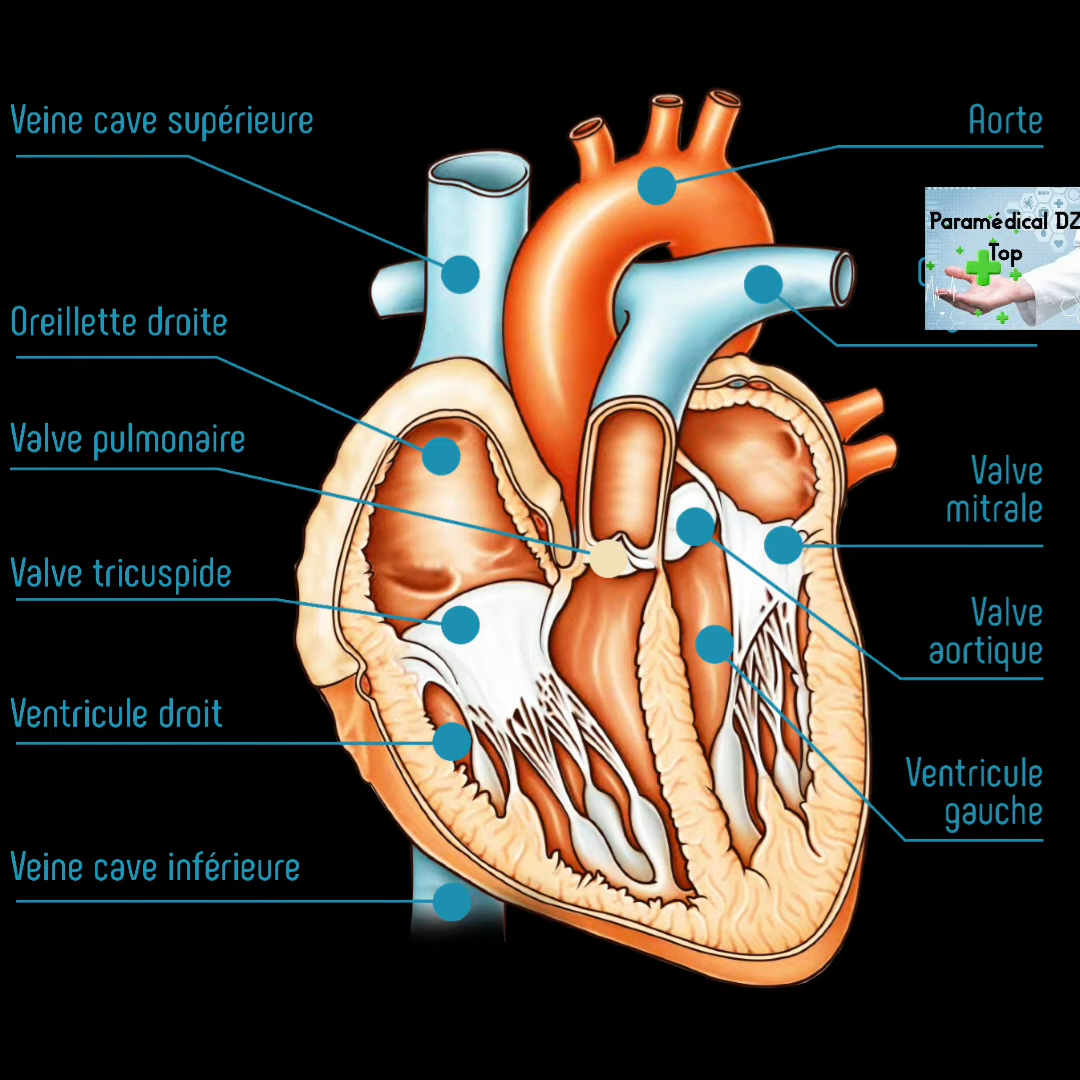 Veine cave supérieure
Oreillette droite
Valve pulmonaire
Valve tricuspide
Ventricule droit
Veine cave inférieure
Aorte
Paramédical DZ
Top
Valve
mitrale
Valve
aortique
Ventricule
gauche